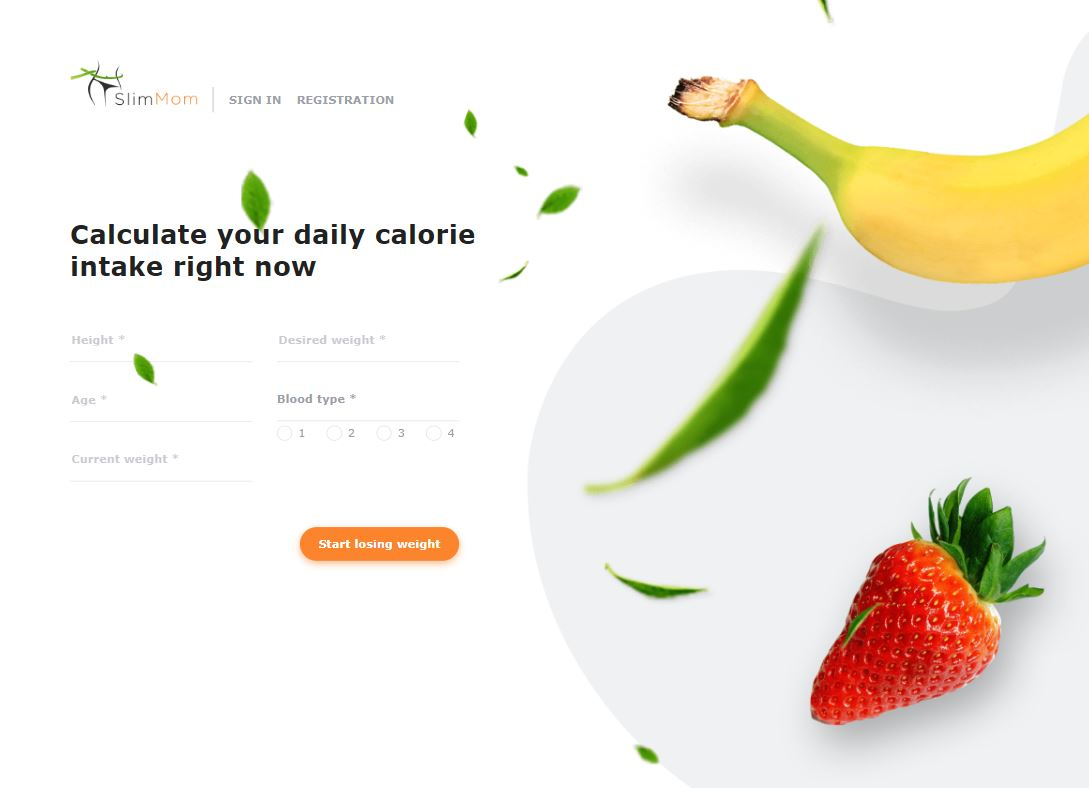 SlimMom
SIGN IN REGISTRATION
Calculate your daily calorie
intake right now
Height *
Desired weight *
Age *
Blood type *
1 2 3 4
Current weight *
Start losing weight